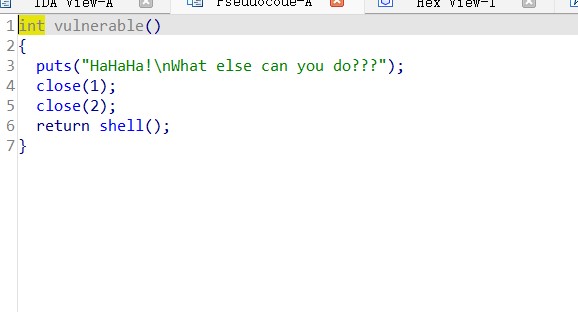 IDA View-A Pseudocode-A Hex View-1
1 int vulnerable()
2 {
3 puts("HaHaHa!\nWhat else can you do???");
4 close(1);
5 close(2);
6 return shell();
7 }